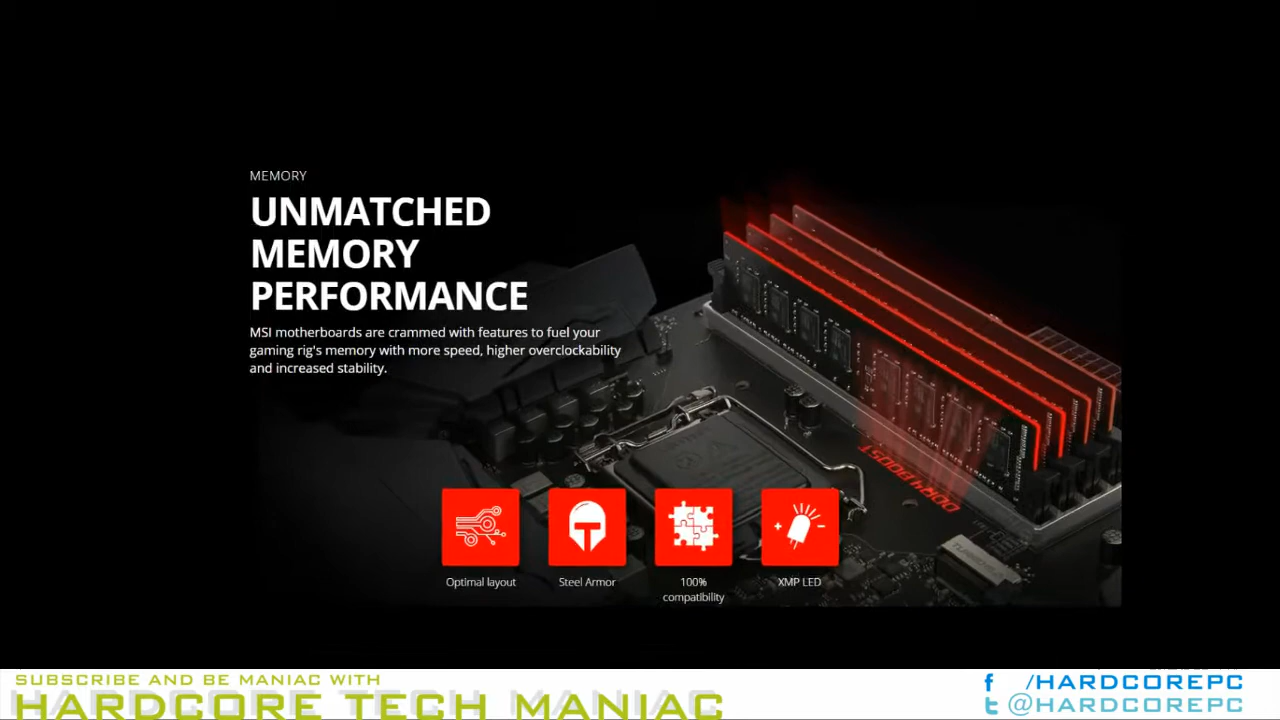 MEMORY
UNMATCHED
MEMORY
PERFORMANCE
MSI motherboards are crammed with features to fuel your
gaming rig's memory with more speed, higher overclockability
and increased stability.
DDR4 BOOST
Optimal layout
Steel Armor
100%
compatibility
XMP LED
SUBSCRIBE AND BE MANIAC WITH
HARDCORE TECH MANIAC
/HARDCOREPC
@HARDCOREPC